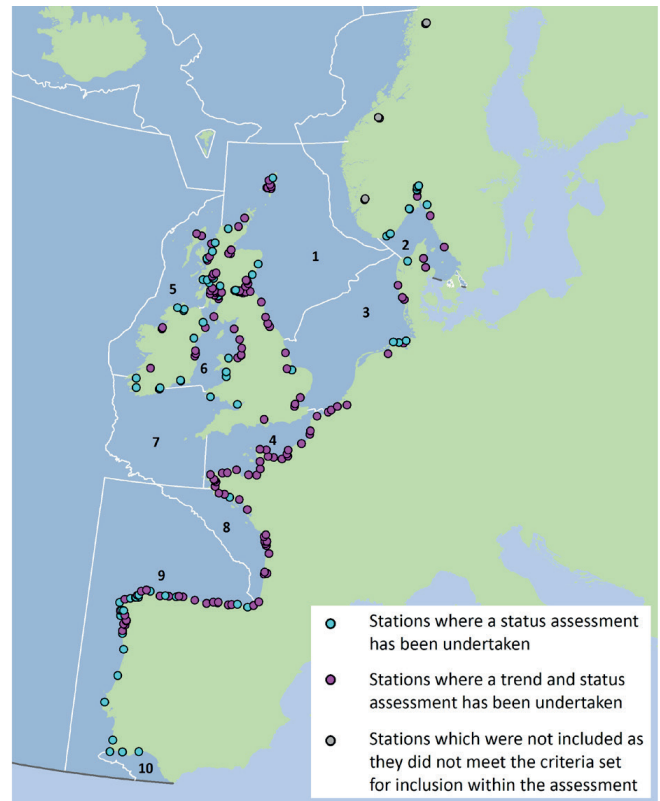 1
2
3
5
6
4
7
8
9
10
Stations where a status assessment
has been undertaken
Stations where a trend and status
assessment has been undertaken
Stations which were not included as
they did not meet the criteria set
for inclusion within the assessment